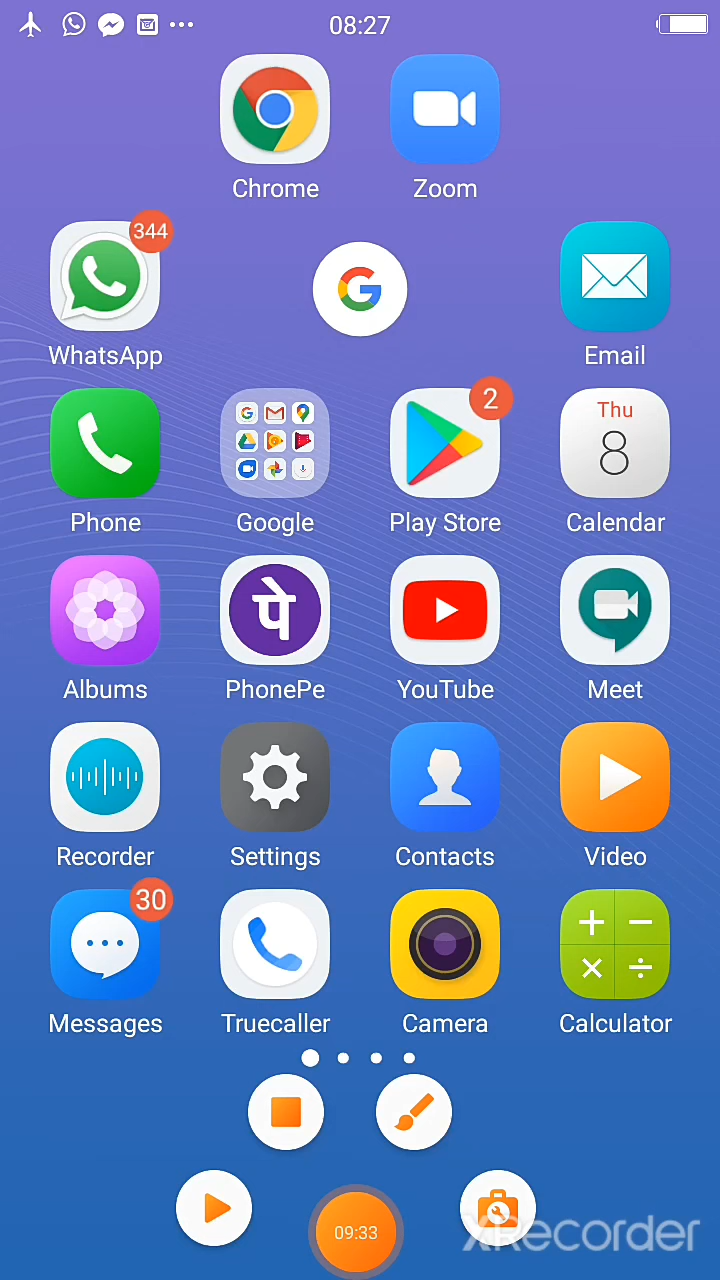 08:27
Chrome
Zoom
344
WhatsApp
G
Email
2
Thu
8
Phone
Google
Play Store
Calendar
पे
Albums
PhonePe
YouTube
Meet
Recorder
Settings
Contacts
Video
30
Messages
Truecaller
Camera
Calculator
09:33
XRecorder